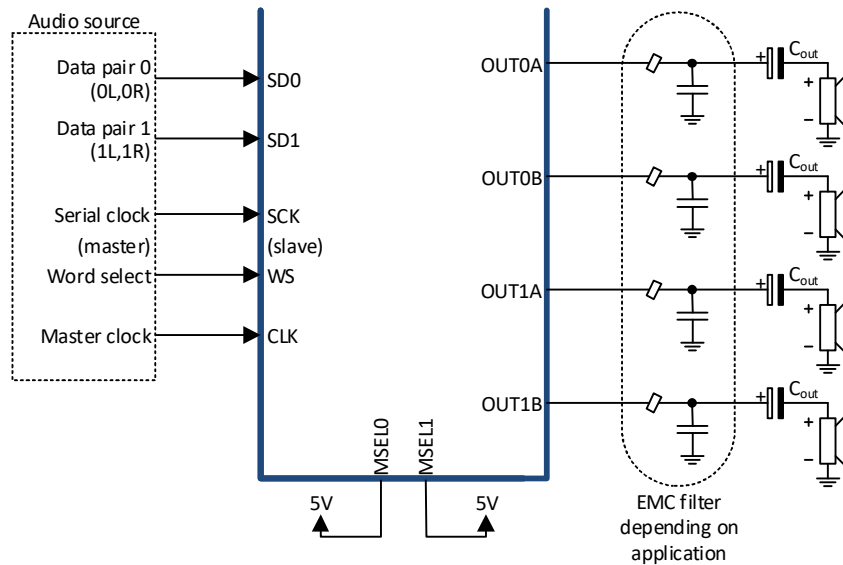 Audio source
Data pair 0
(0L,0R)
Data pair 1
(1L,1R)
Serial clock
(master)
Word select
Master clock
SD0
SD1
SCK
(slave)
WS
CLK
MSEL0
MSEL1
5V
5V
OUT0A
OUT0B
OUT1A
OUT1B
+
Cout
+
−
+
Cout
+
−
+
Cout
+
−
+
Cout
+
−
EMC filter
depending on
application